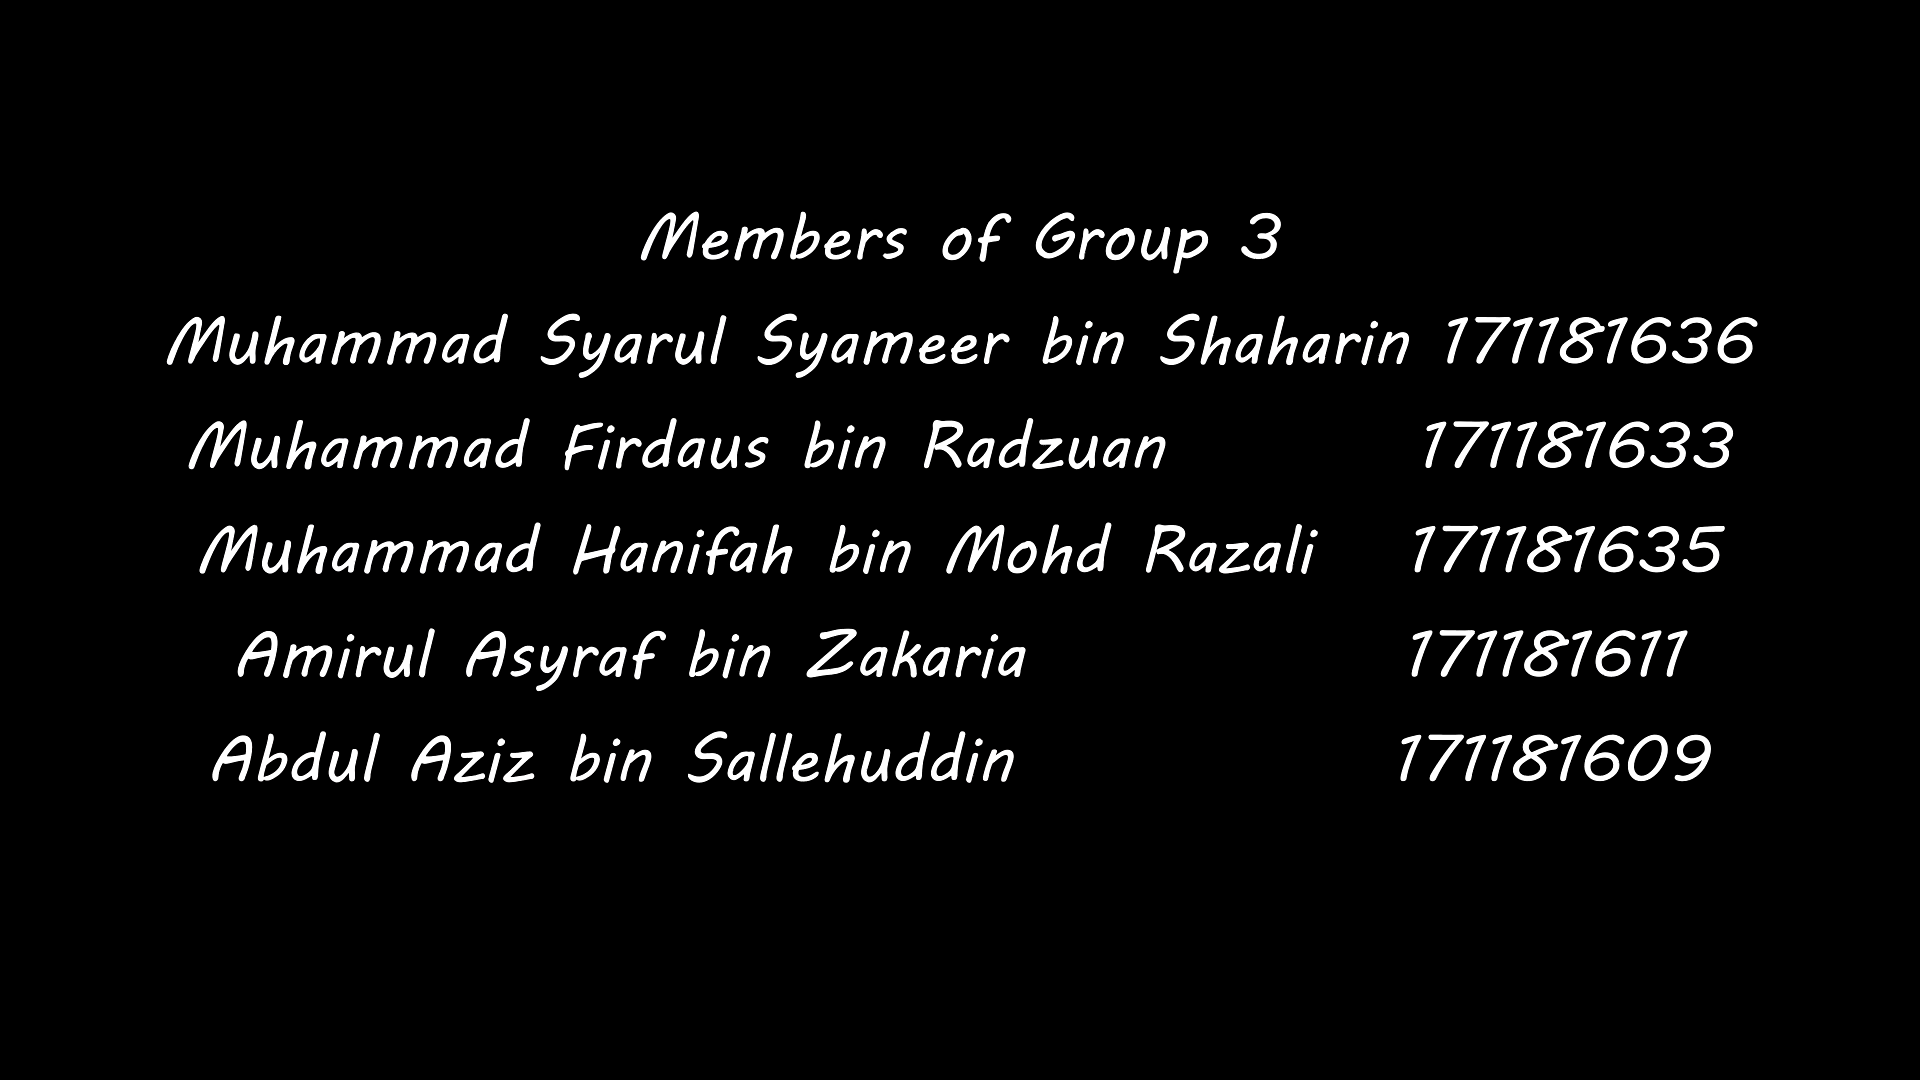 Members of Group 3
Muhammad Syarul Syameer bin Shaharin 171181636
Muhammad Firdaus bin Radzuan 171181633
Muhammad Hanifah bin Mohd Razali 171181635
Amirul Asyraf bin Zakaria 171181611
Abdul Aziz bin Sallehuddin 171181609